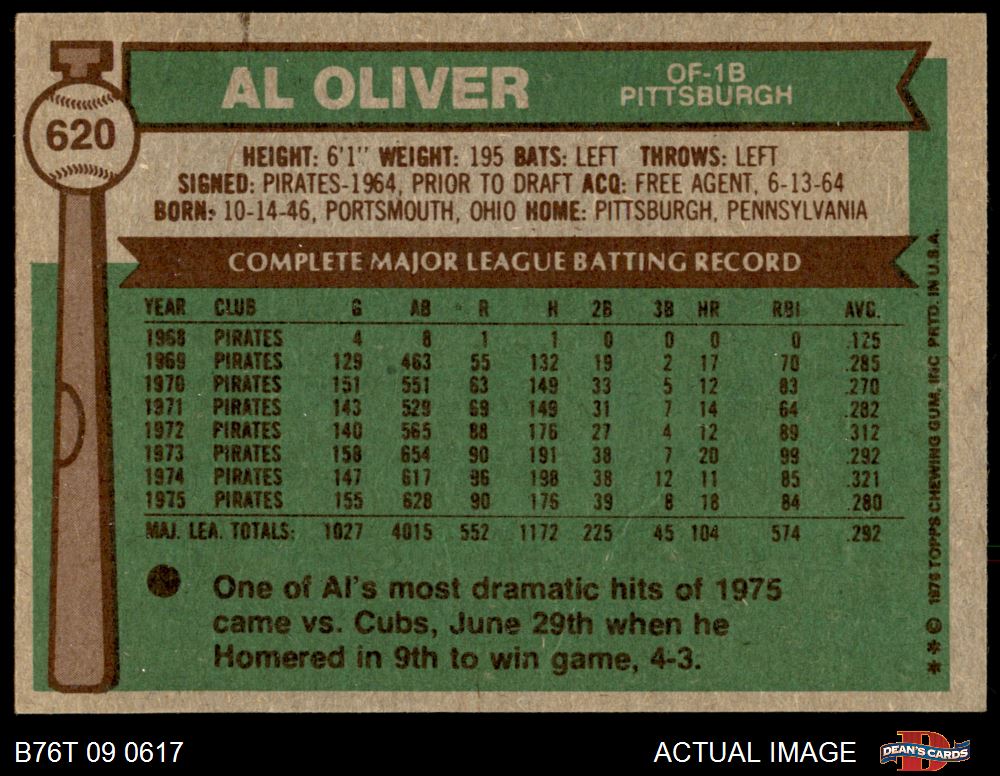 AL OLIVER
OF-1B
PITTSBURGH
620
HEIGHT: 6'1" WEIGHT: 195 BATS: LEFT THROWS: LEFT
SIGNED: PIRATES-1964, PRIOR TO DRAFT ACQ: FREE AGENT, 6-13-64
BORN: 10-14-46, PORTSMOUTH, OHIO HOME: PITTSBURGH, PENNSYLVANIA
COMPLETE MAJOR LEAGUE BATTING RECORD
YEAR CLUB G AB R H 2B 3B HR RBI AVG.
1968 PIRATES 4 8 1 1 0 0 0 0 .125
1969 PIRATES 129 463 55 132 19 2 17 70 .285
1970 PIRATES 151 551 63 149 33 5 12 83 .270
1971 PIRATES 143 529 69 149 31 7 14 64 .282
1972 PIRATES 140 565 88 176 27 4 12 89 .312
1973 PIRATES 158 654 90 191 38 7 20 99 .292
1974 PIRATES 147 617 96 198 38 12 11 85 .321
1975 PIRATES 155 628 90 176 39 8 18 84 .280
MAJ. LEA. TOTALS: 1027 4015 552 1172 225 45 104 574 .292
One of Al's most dramatic hits of 1975
came vs. Cubs, June 29th when he
Homered in 9th to win game, 4-3.
* * © 1976 TOPPS CHEWING GUM, INC PRTD. IN U.S.A.
B76T 09 0617
ACTUAL IMAGE
DEAN'S CARDS